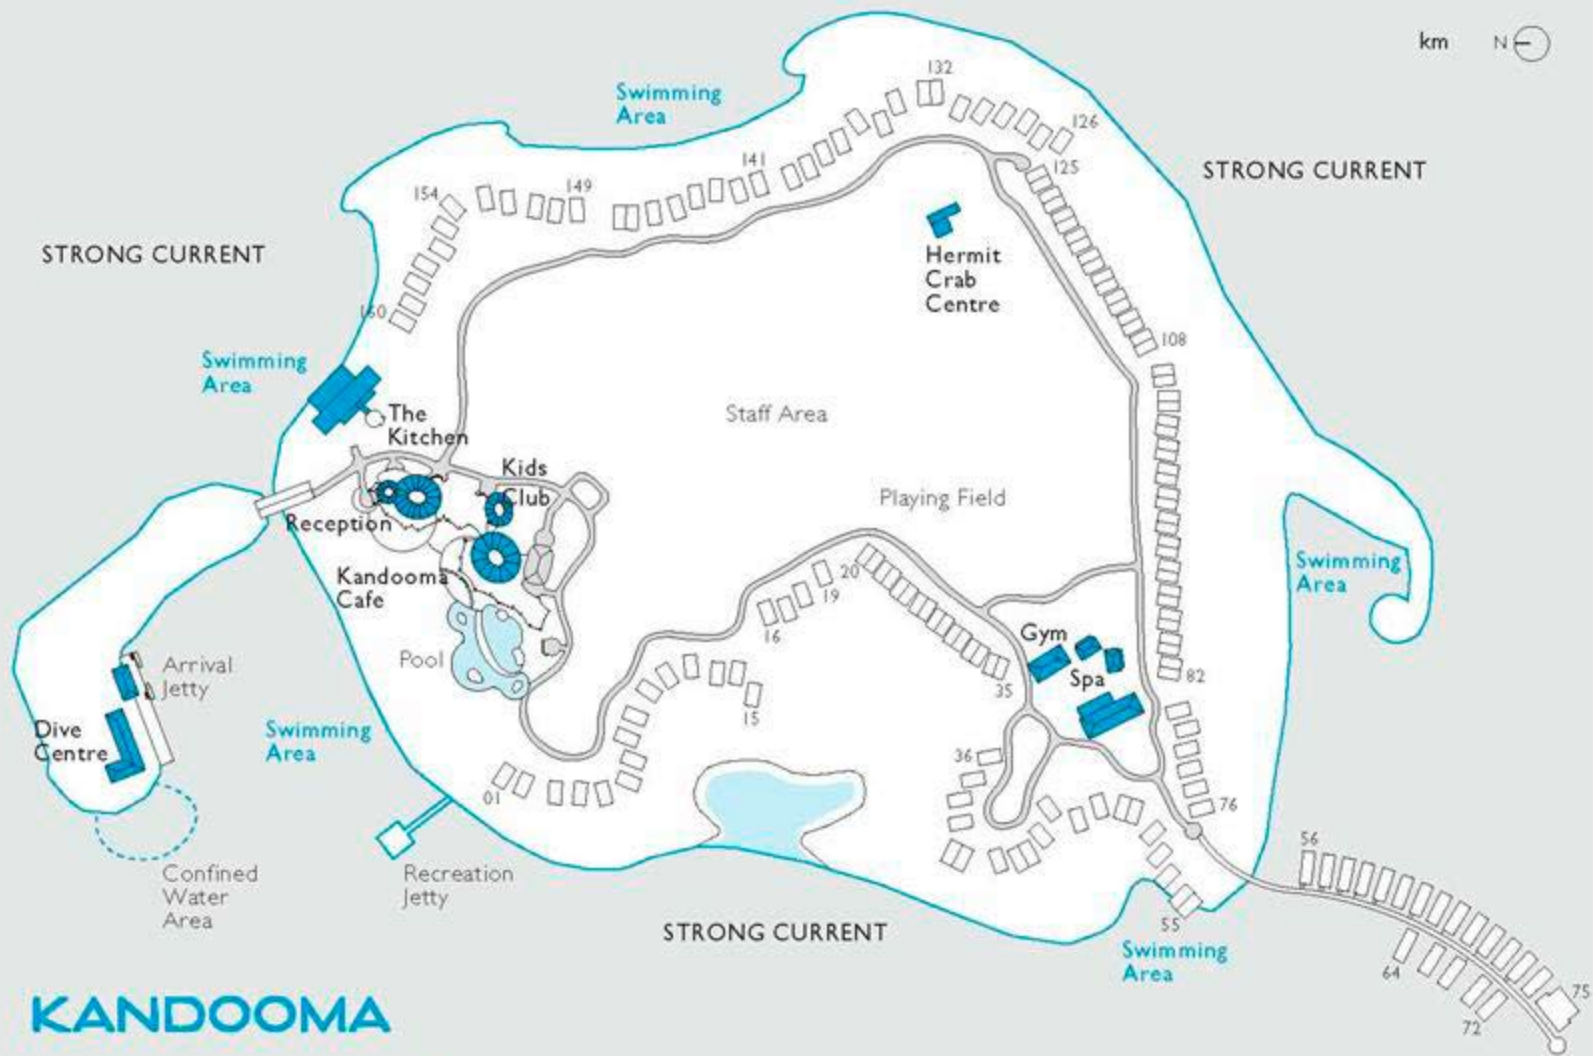 km
N
132
Swimming
Area
126
141
125
STRONG CURRENT
154
149
STRONG CURRENT
Hermit
Crab
Centre
160
108
Swimming
Area
The
Kitchen
Staff Area
Kids
Club
Playing Field
Reception
Swimming
Area
Kandooma
Cafe
20
19
16
Gym
Pool
Arrival
Jetty
Spa
82
35
15
Dive
Centre
Swimming
Area
36
01
76
56
Confined
Water
Area
Recreation
Jetty
STRONG CURRENT
55
Swimming
Area
64
75
72
KANDOOMA